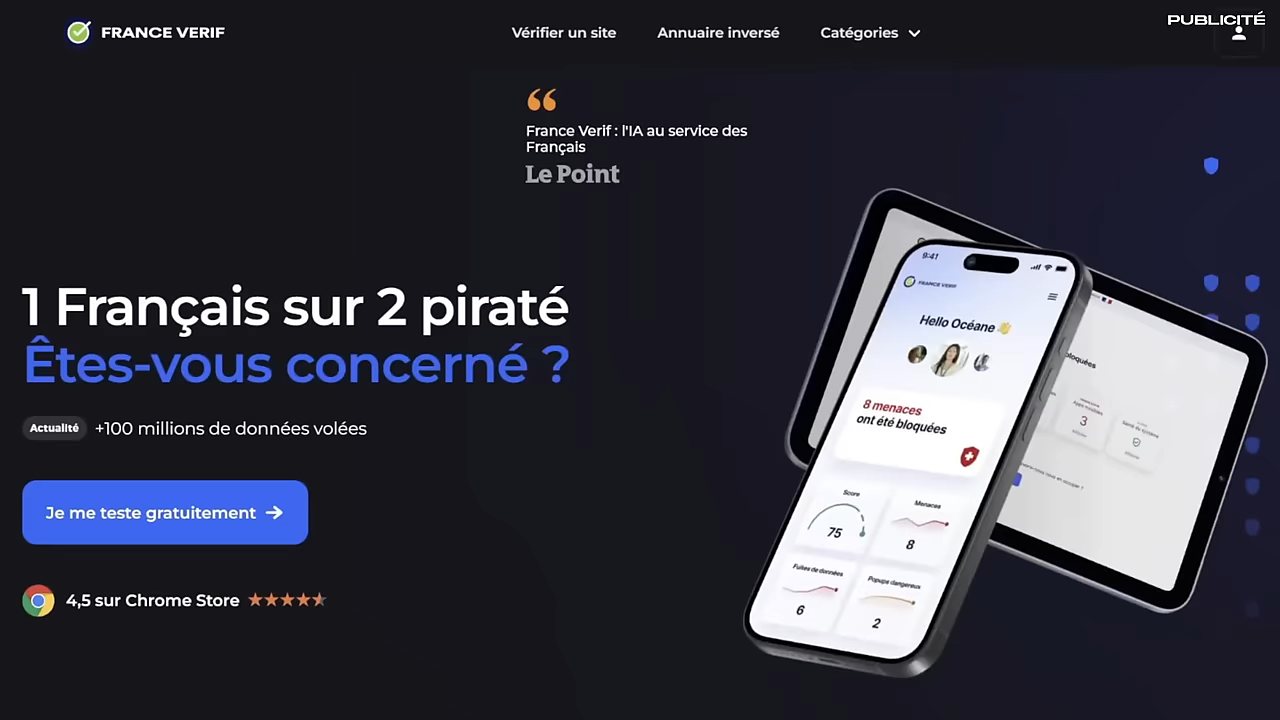 FRANCE VERIF
Vérifier un site
Annuaire inversé
Catégories
PUBLICITÉ
“
France Verif : l'IA au service des
Français
Le Point
1 Français sur 2 piraté
Êtes-vous concerné ?
Actualité
+100 millions de données volées
Je me teste gratuitement →
4,5 sur Chrome Store
9:41
FRANCE VERIF
Hello Océane 👋
8 menaces
ont été bloquées
Score
75
Menaces
8
Fuites de données
6
Popups dangereux
2
bloquées
3